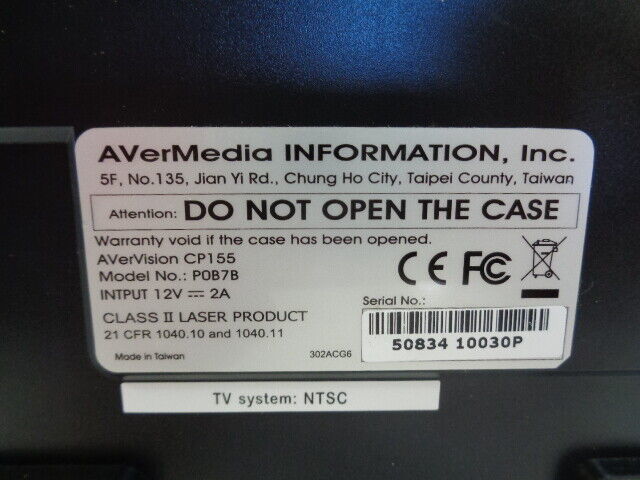 AVerMedia INFORMATION, Inc.
5F, No.135, Jian Yi Rd., Chung Ho City, Taipei County, Taiwan
Attention: DO NOT OPEN THE CASE
Warranty void if the case has been opened.
AVerVision CP155
Model No.: P0B7B
INTPUT 12V ⎓ 2A
CE FC
CLASS II LASER PRODUCT
21 CFR 1040.10 and 1040.11
Serial No.:
50834 10030P
Made in Taiwan
302ACG6
TV system: NTSC